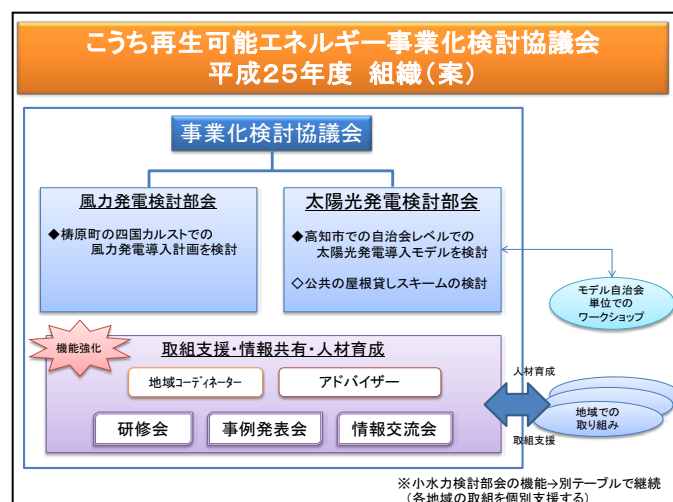 こうち再生可能エネルギー事業化検討協議会
平成25年度 組織(案)
事業化検討協議会
風力発電検討部会
◆梼原町の四国カルストでの
風力発電導入計画を検討
太陽光発電検討部会
◆高知市での自治会レベルでの
太陽光発電導入モデルを検討
◇公共の屋根貸しスキームの検討
モデル自治会
単位での
ワークショップ
機能強化
取組支援・情報共有・人材育成
地域コーディネーター
アドバイザー
研修会
事例発表会
情報交流会
人材育成
地域での
取り組み
取組支援
※小水力検討部会の機能→別テーブルで継続
(各地域の取組を個別支援する)